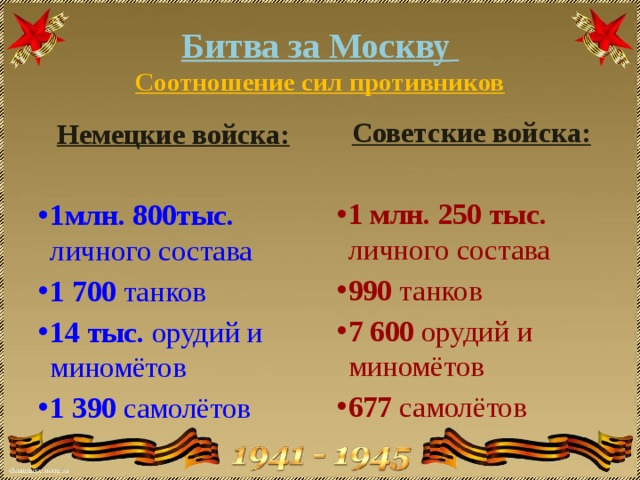 Битва за Москву
Соотношение сил противников
Немецкие войска:
•1млн. 800тыс.
личного состава
•1 700 танков
•14 тыс. орудий и
миномётов
•1 390 самолётов
Советские войска:
•1 млн. 250 тыс.
личного состава
•990 танков
•7 600 орудий и
миномётов
•677 самолётов
1941 - 1945